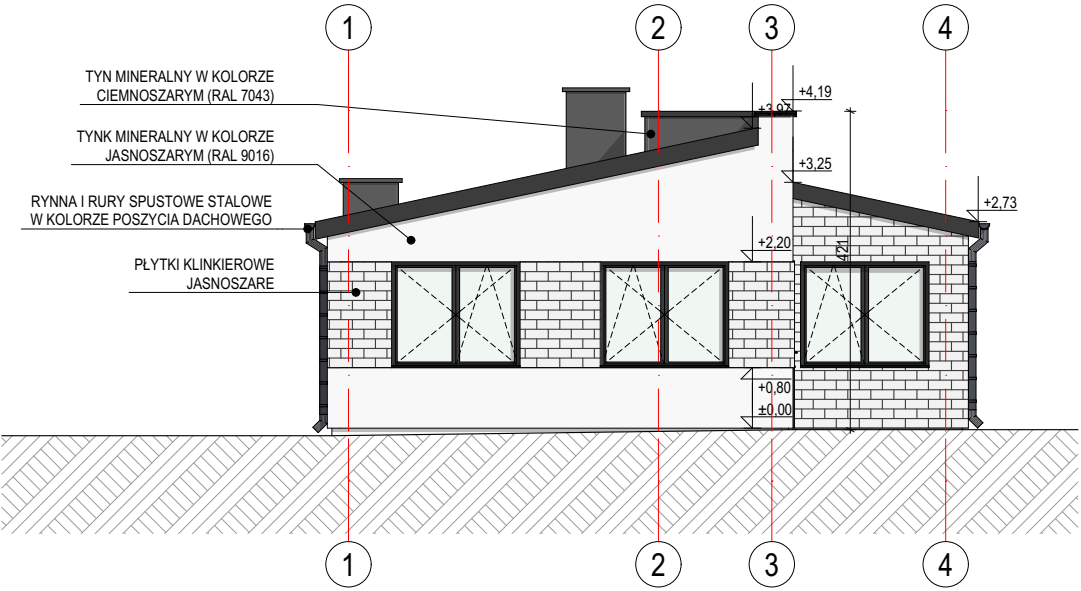 1
2
3
4
TYN MINERALNY W KOLORZE
CIEMNOSZARYM (RAL 7043)
TYNK MINERALNY W KOLORZE
JASNOSZARYM (RAL 9016)
RYNNA I RURY SPUSTOWE STALOWE
W KOLORZE POSZYCIA DACHOWEGO
PŁYTKI KLINKIEROWE
JASNOSZARE
+4,19
+3,97
+3,25
+2,73
+2,20
421
+0,80
±0,00
1
2
3
4